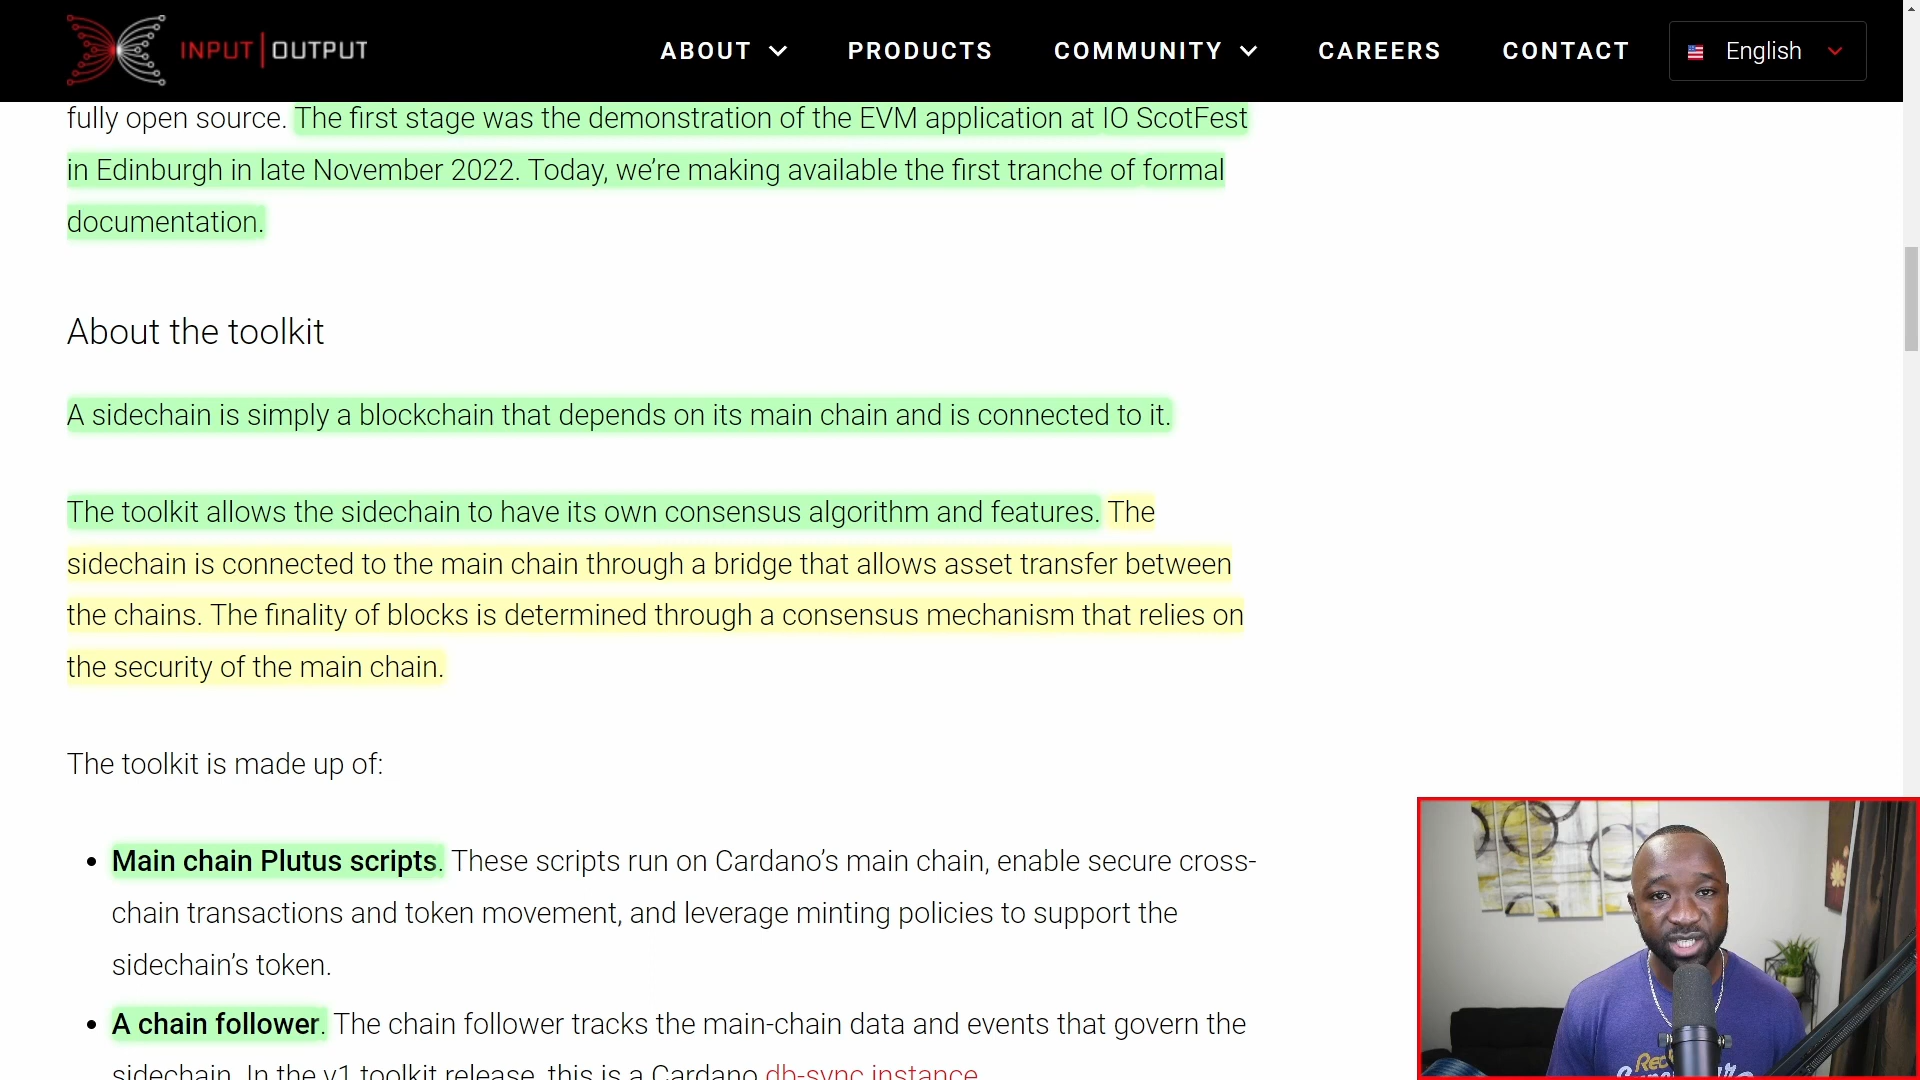 INPUT OUTPUT
ABOUT
PRODUCTS
COMMUNITY
CAREERS
CONTACT
English
fully open source. The first stage was the demonstration of the EVM application at IO ScotFest
in Edinburgh in late November 2022. Today, we’re making available the first tranche of formal
documentation.
About the toolkit
A sidechain is simply a blockchain that depends on its main chain and is connected to it.
The toolkit allows the sidechain to have its own consensus algorithm and features. The
sidechain is connected to the main chain through a bridge that allows asset transfer between
the chains. The finality of blocks is determined through a consensus mechanism that relies on
the security of the main chain.
The toolkit is made up of:
Main chain Plutus scripts. These scripts run on Cardano’s main chain, enable secure cross-
chain transactions and token movement, and leverage minting policies to support the
sidechain’s token.
A chain follower. The chain follower tracks the main-chain data and events that govern the
sidechain. In the v1 toolkit release, this is a Cardano db-sync instance